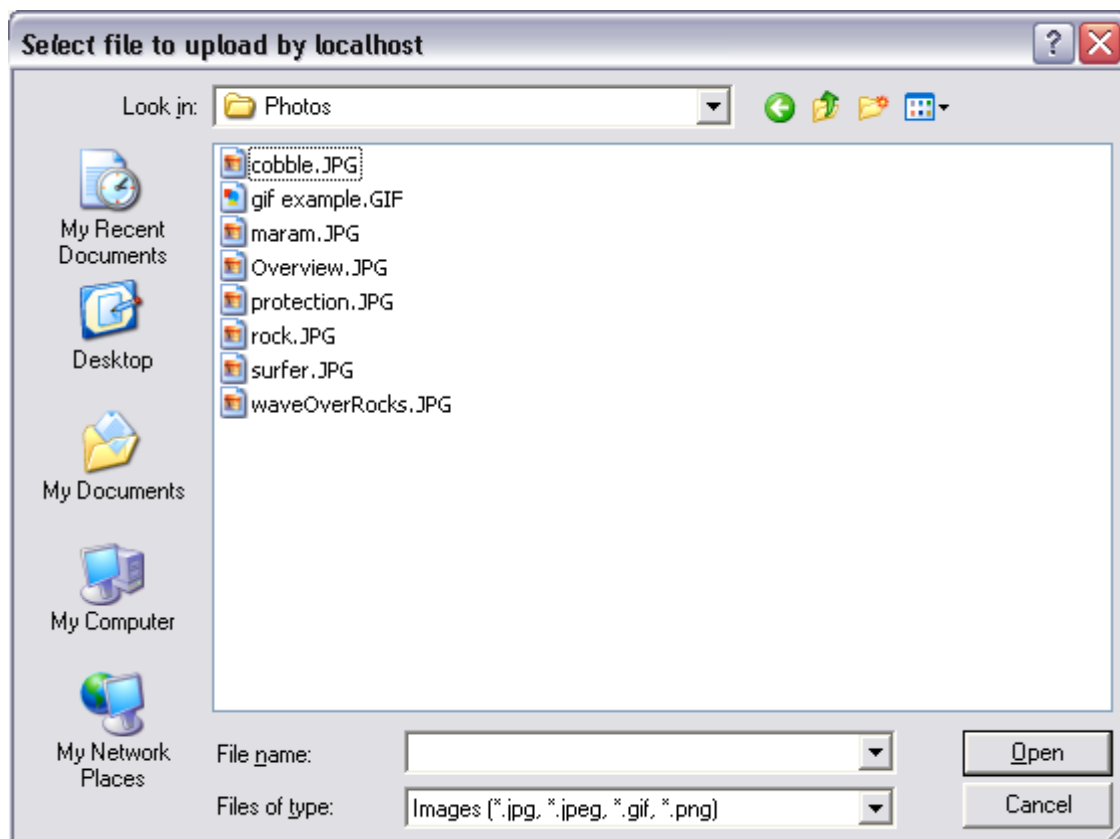 Select file to upload by localhost
Look in: Photos
My Recent
Documents
Desktop
My Documents
My Computer
My Network
Places
cobble.JPG
gif example.GIF
maram.JPG
Overview.JPG
protection.JPG
rock.JPG
surfer.JPG
waveOverRocks.JPG
File name:
Open
Files of type: Images (*.jpg, *.jpeg, *.gif, *.png)
Cancel